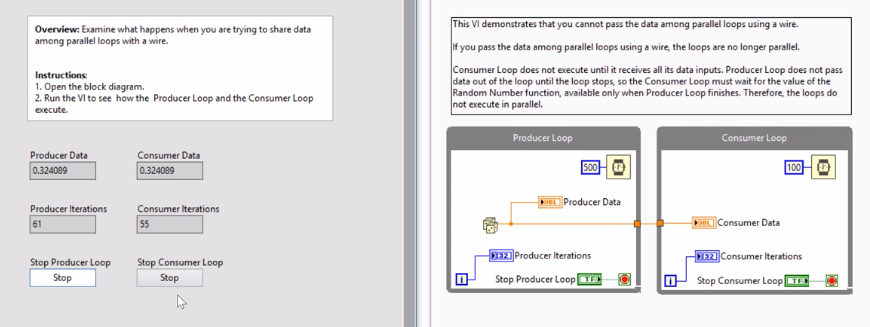 Overview: Examine what happens when you are trying to share data
among parallel loops with a wire.
Instructions:
1. Open the block diagram.
2. Run the VI to see how the Producer Loop and the Consumer Loop
execute.
Producer Data
Consumer Data
0.324089
0.324089
Producer Iterations
Consumer Iterations
61
55
Stop Producer Loop
Stop Consumer Loop
Stop
Stop
This VI demonstrates that you cannot pass the data among parallel loops using a wire.
If you pass the data among parallel loops using a wire, the loops are no longer parallel.
Consumer Loop does not execute until it receives all its data inputs. Producer Loop does not pass
data out of the loop until the loop stops, so the Consumer Loop must wait for the value of the
Random Number function, available only when Producer Loop finishes. Therefore, the loops do
not execute in parallel.
Producer Loop
500
DBL
Producer Data
I32
Producer Iterations
i
Stop Producer Loop
TF
Consumer Loop
100
DBL
Consumer Data
I32
Consumer Iterations
i
Stop Consumer Loop
TF